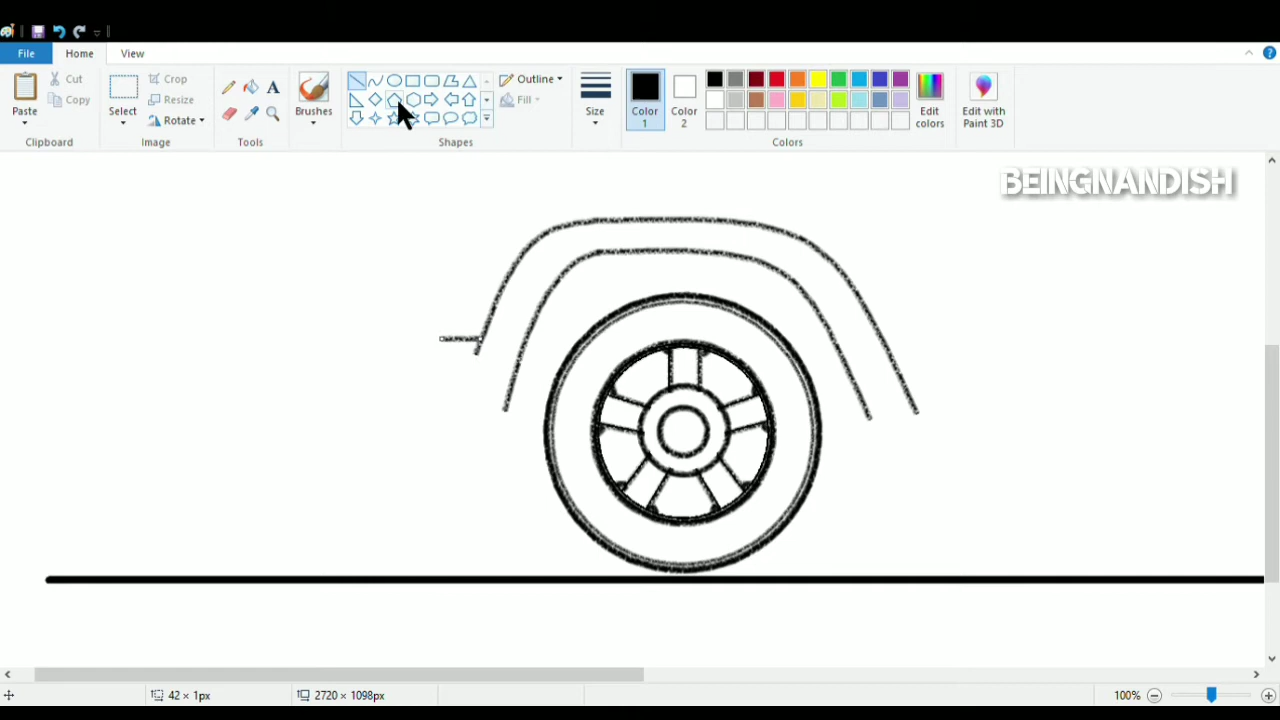 File Home View
Paste
Cut
Copy
Clipboard
Select
Crop
Resize
Rotate
Image
A
Tools
Brushes
Outline
Fill
Shapes
Size
Color 1
Color 2
Edit colors
Colors
Edit with Paint 3D
BEINGNANDISH
42 × 1px
2720 × 1098px
100%